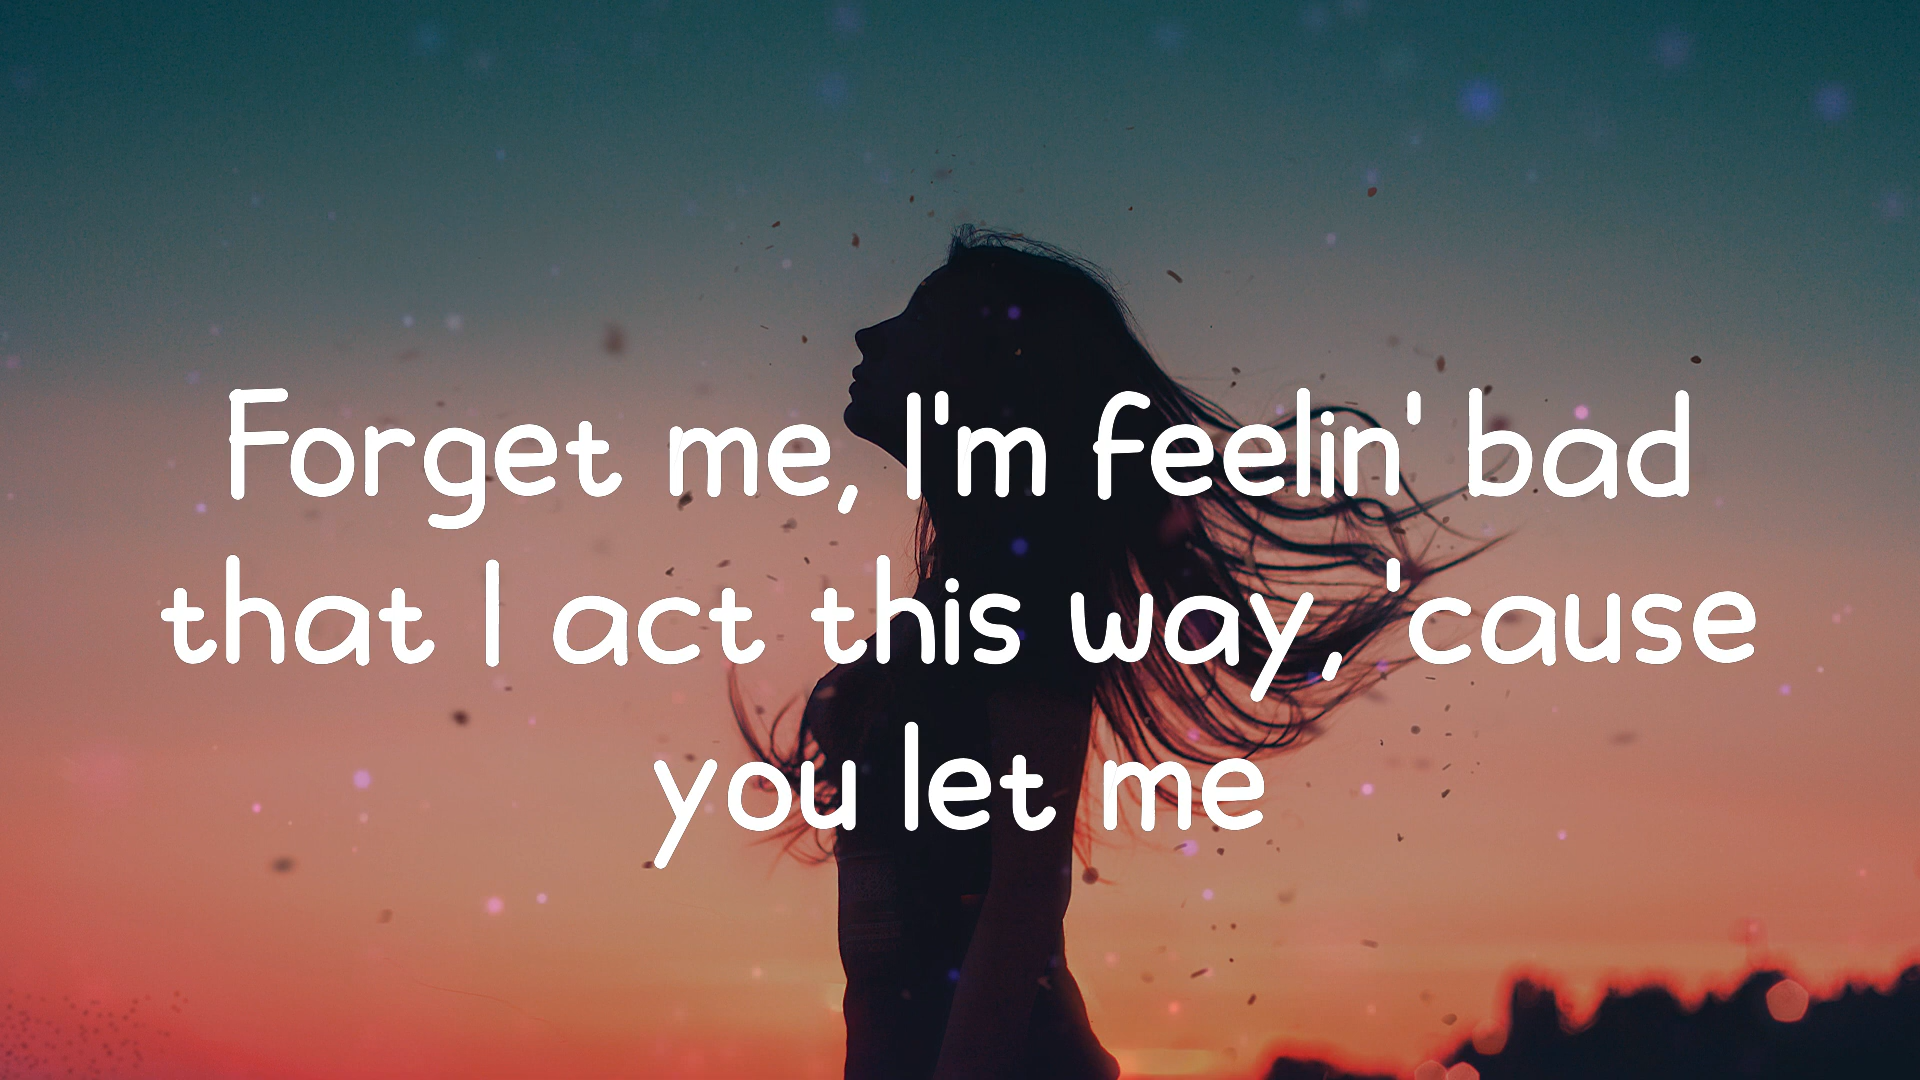 Forget me, I'm feelin' bad
that I act this way, 'cause
you let me